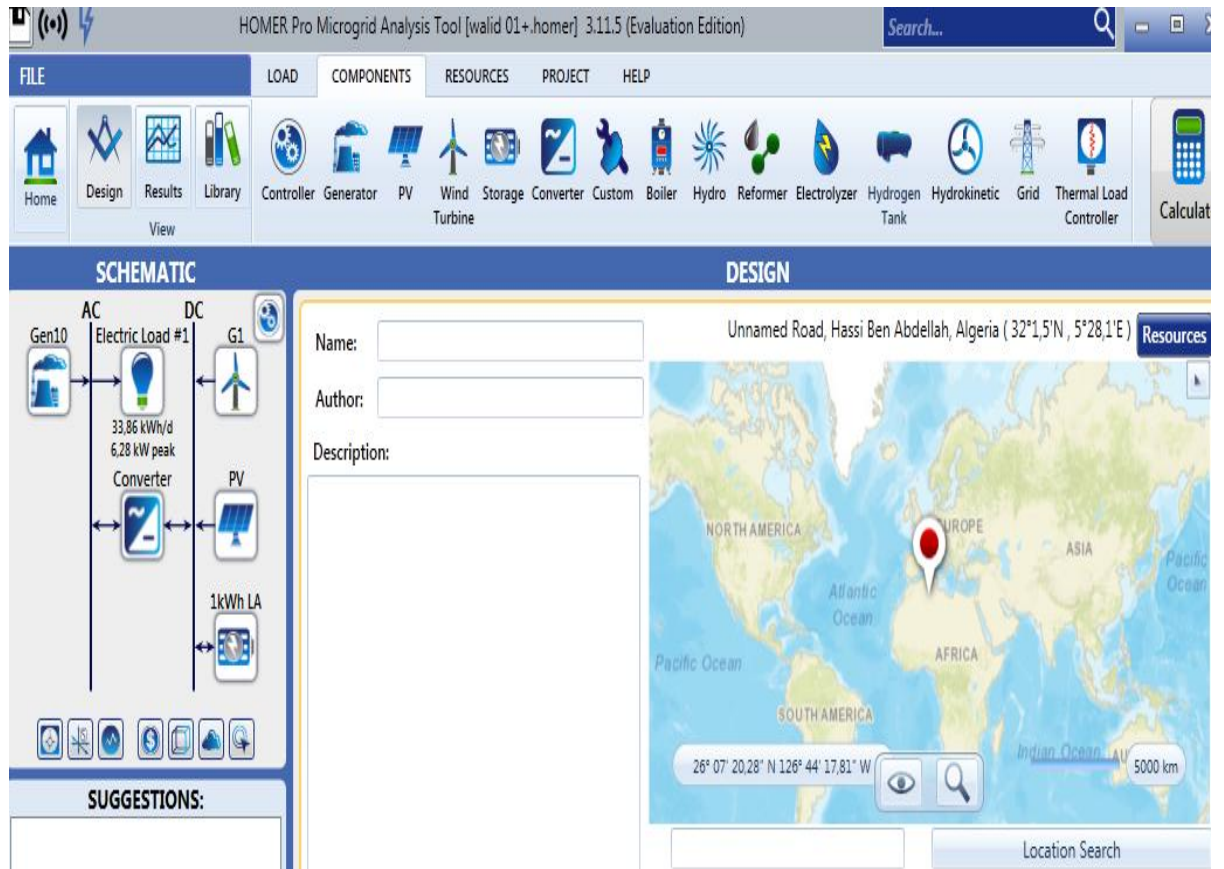 HOMER Pro Microgrid Analysis Tool [walid 01+.homer] 3.11.5 (Evaluation Edition)
Search...
FILE
LOAD COMPONENTS RESOURCES PROJECT HELP
Home
Design Results Library
View
Controller Generator PV Wind Turbine Storage Converter Custom Boiler Hydro Reformer Electrolyzer Hydrogen Tank Hydrokinetic Grid Thermal Load Controller
Calculat
SCHEMATIC
AC DC
Gen10 Electric Load #1 G1
33,86 kWh/d
6,28 kW peak
Converter PV
1kWh LA
SUGGESTIONS:
DESIGN
Name:
Author:
Description:
Unnamed Road, Hassi Ben Abdellah, Algeria ( 32°1,5'N , 5°28,1'E )
Resources
NORTH AMERICA
EUROPE
ASIA
Pacific Ocean
Atlantic Ocean
AFRICA
Pacific Ocean
SOUTH AMERICA
Indian Ocean
AU
26° 07' 20,28" N 126° 44' 17,81" W
5000 km
Location Search